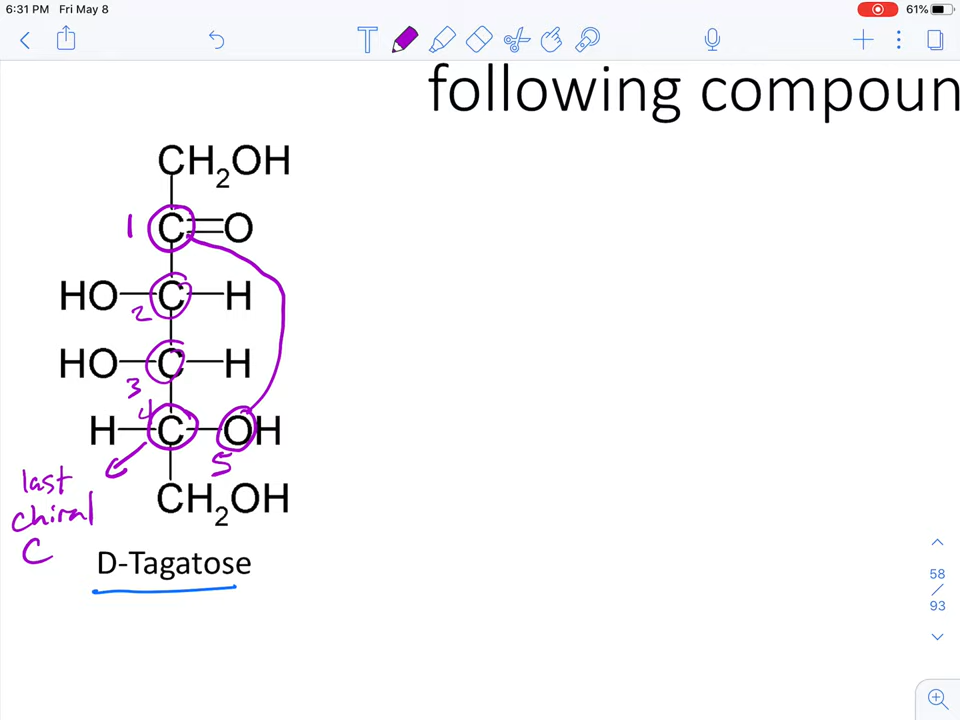 6:31 PM Fri May 8
61%
T
following compoun
CH2OH
1 C=O
HO—C—H
2
HO—C—H
3
4
H—C—OH
5
last
chiral
C
CH2OH
D-Tagatose
58
/
93